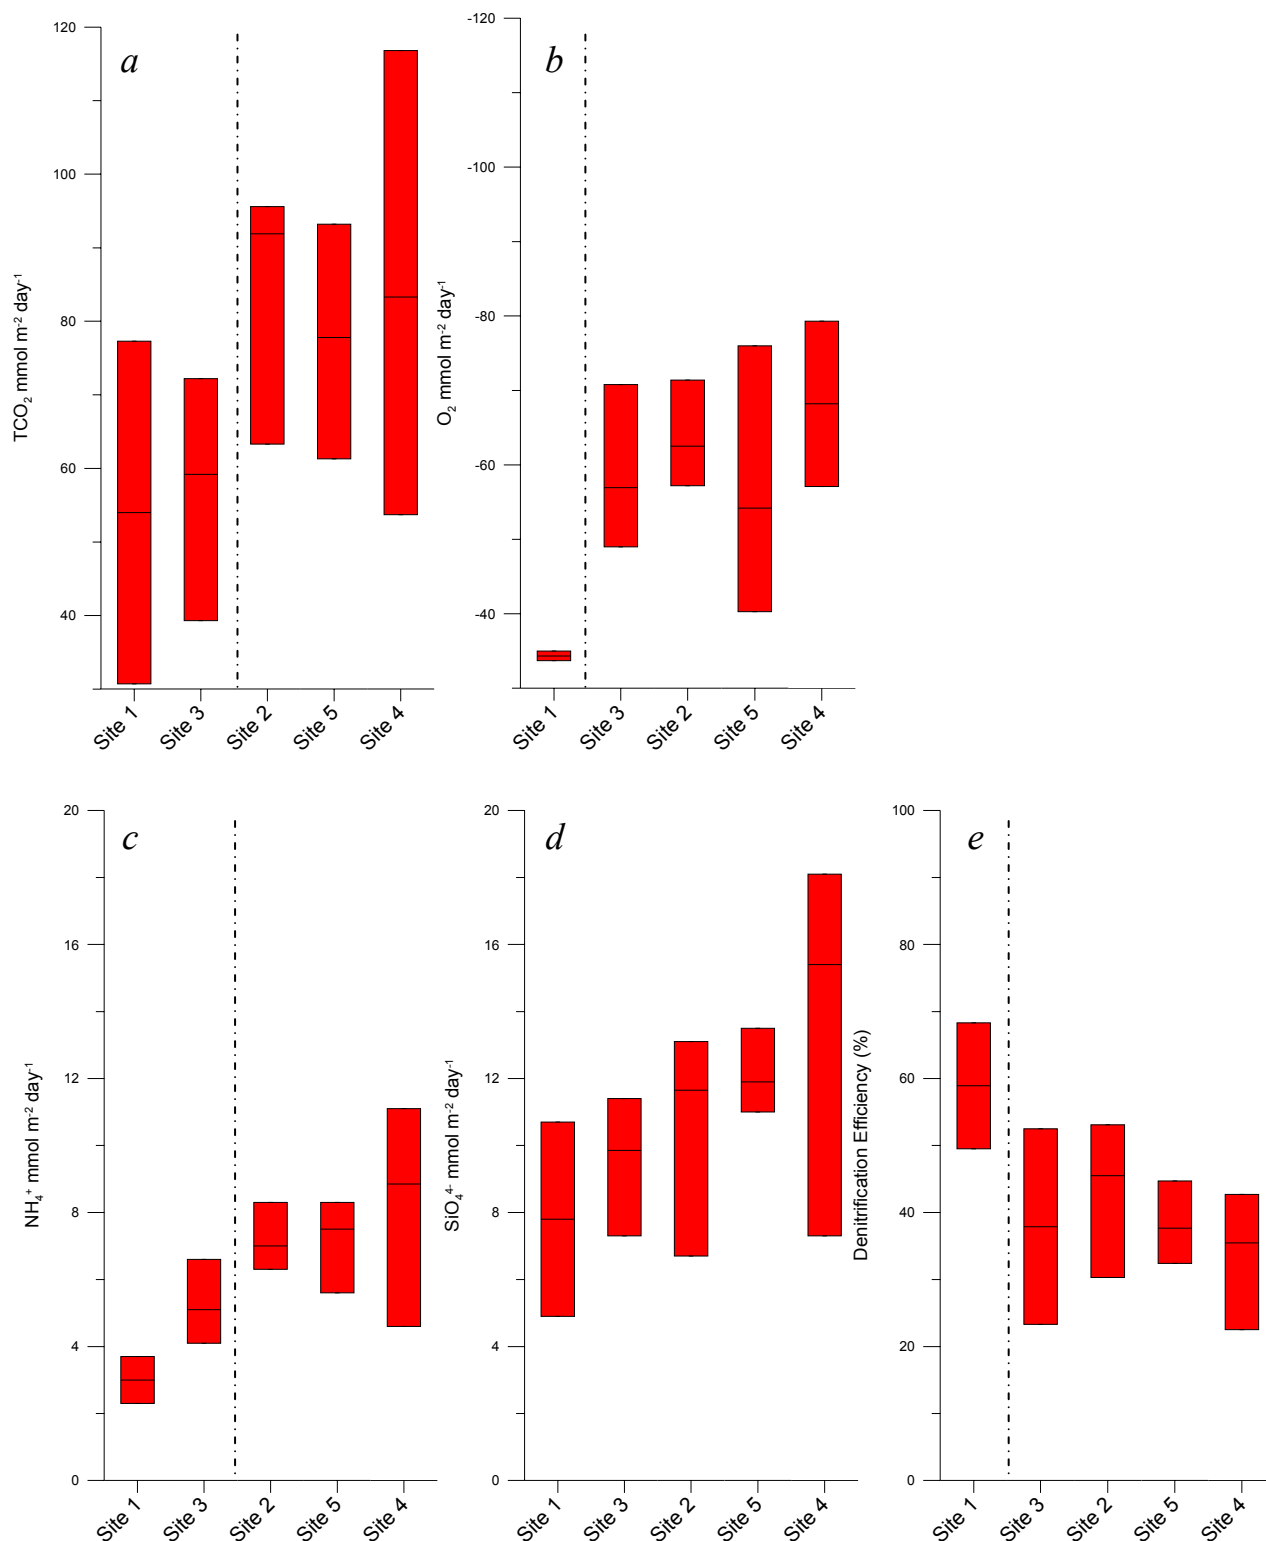 a
120
100
80
60
40
TCO₂ mmol m⁻² day⁻¹
Site 1
Site 3
Site 2
Site 5
Site 4
b
-120
-100
-80
-60
-40
O₂ mmol m⁻² day⁻¹
Site 1
Site 3
Site 2
Site 5
Site 4
c
20
16
12
8
4
0
NH₄⁺ mmol m⁻² day⁻¹
Site 1
Site 3
Site 2
Site 5
Site 4
d
20
16
12
8
4
0
SiO₄⁴⁻ mmol m⁻² day⁻¹
Site 1
Site 3
Site 2
Site 5
Site 4
e
100
80
60
40
20
0
Denitrification Efficiency (%)
Site 1
Site 3
Site 2
Site 5
Site 4